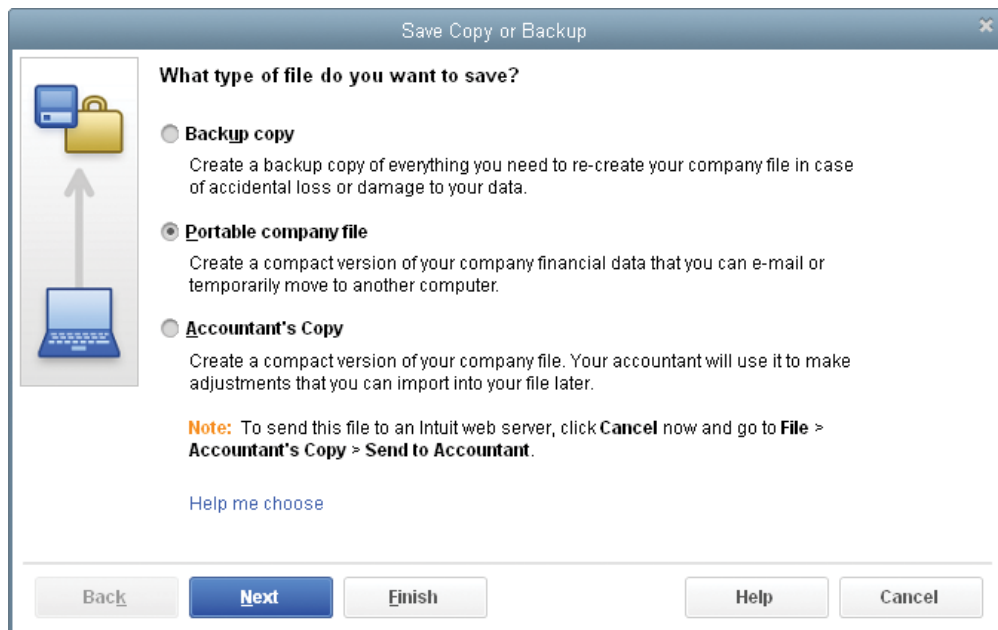 Save Copy or Backup
What type of file do you want to save?
Backup copy
Create a backup copy of everything you need to re-create your company file in case
of accidental loss or damage to your data.
Portable company file
Create a compact version of your company financial data that you can e-mail or
temporarily move to another computer.
Accountant's Copy
Create a compact version of your company file. Your accountant will use it to make
adjustments that you can import into your file later.
Note: To send this file to an Intuit web server, click Cancel now and go to File >
Accountant's Copy > Send to Accountant.
Help me choose
Back
Next
Finish
Help
Cancel